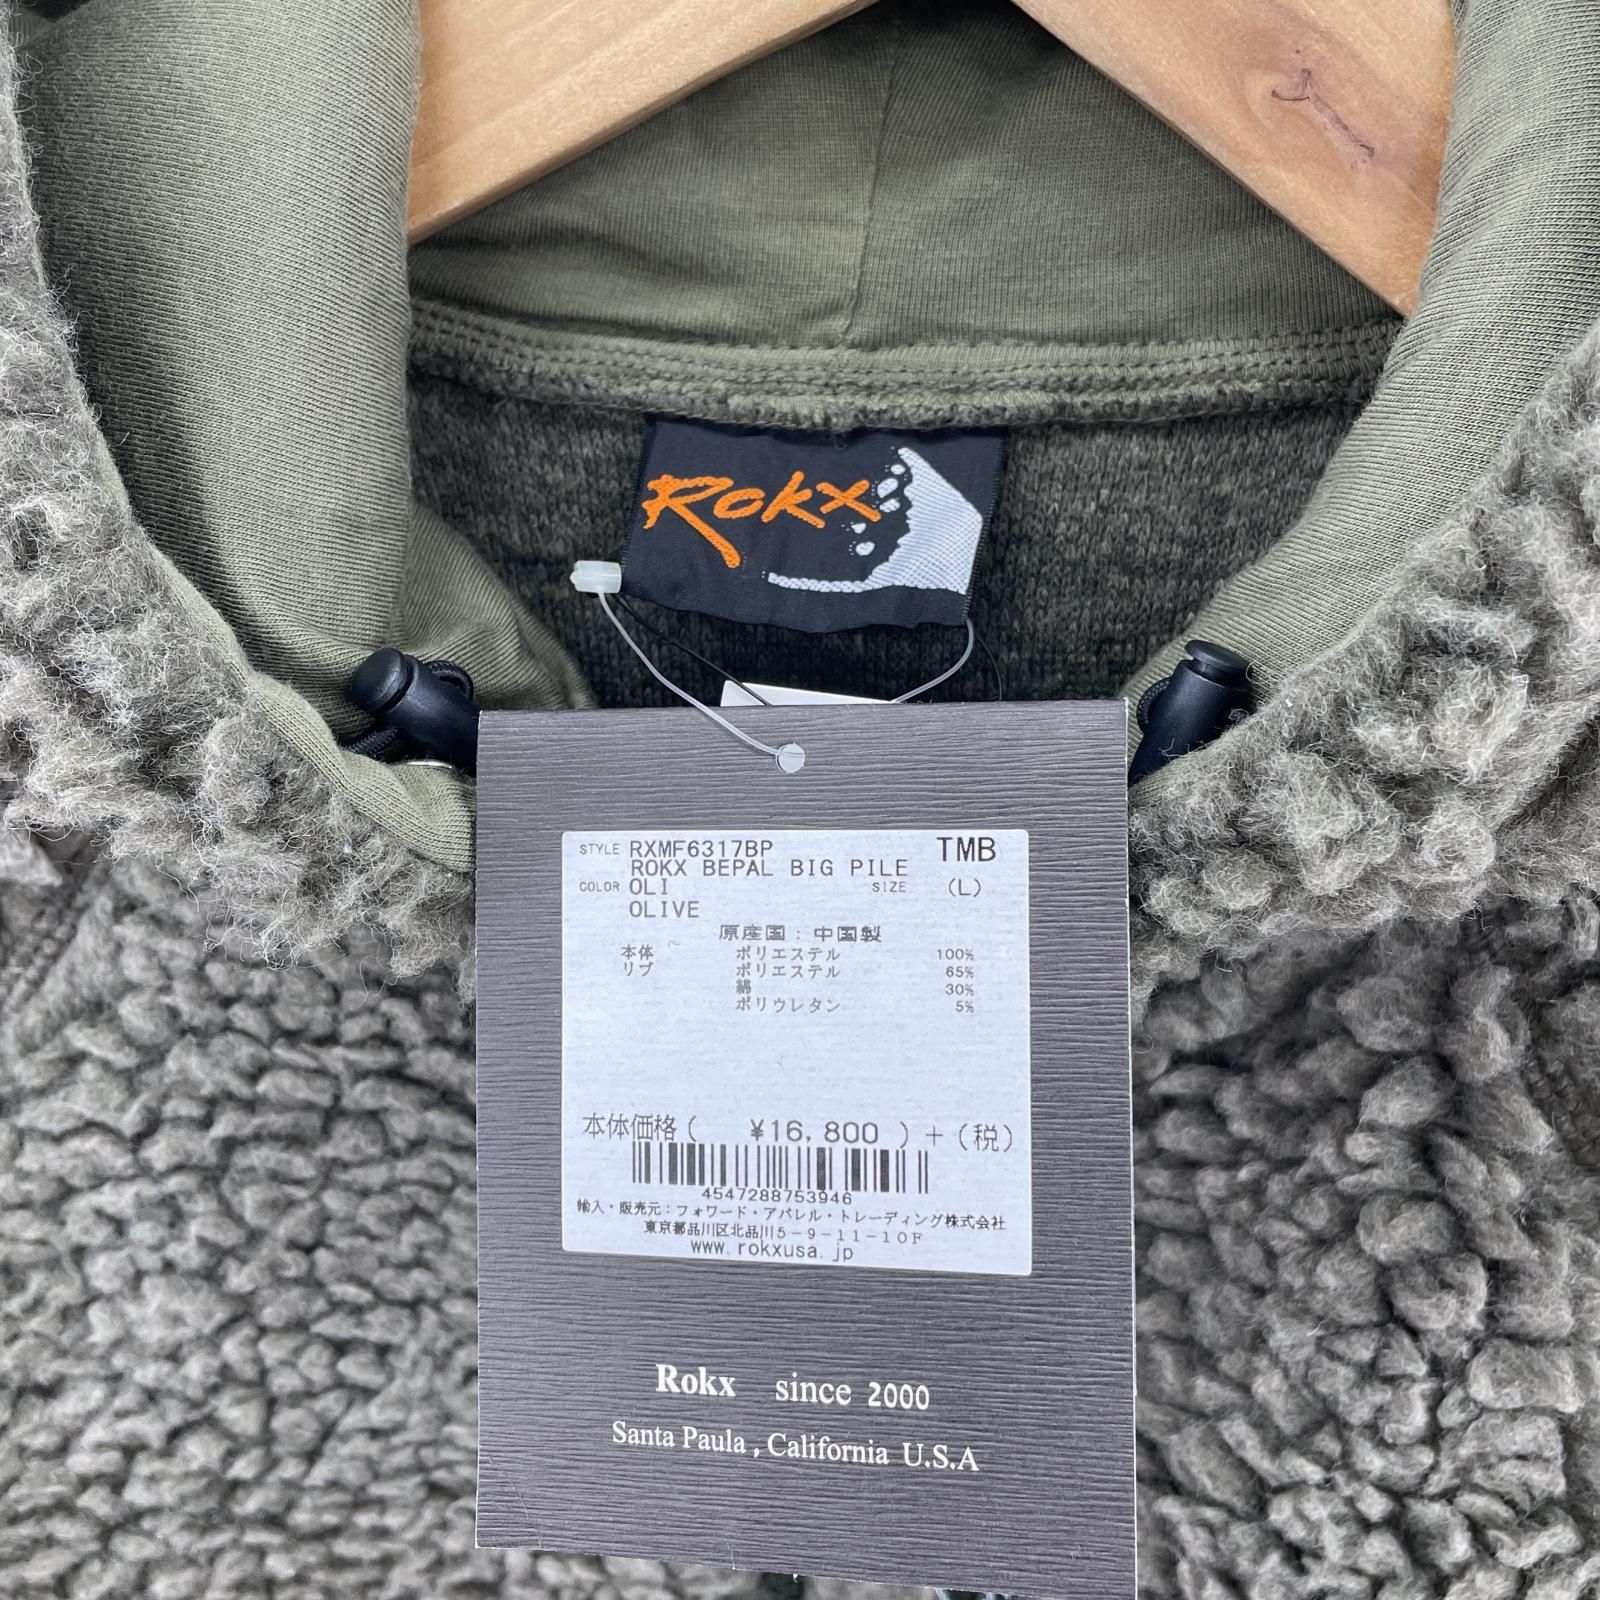 Rokx
STYLE RXMF6317BP TMB
ROKX BEPAL BIG PILE
COLOR OLI SIZE (L)
OLIVE
原産国：中国製
本体 ポリエステル 100%
リブ ポリエステル 65%
綿 30%
ポリウレタン 5%
本体価格( ¥16,800 )+(税)
4547288753946
輸入・販売元：フォワード・アパレル・トレーディング株式会社
東京都品川区北品川5-9-11-10F
www.rokxusa.jp
Rokx since 2000
Santa Paula , California U.S.A